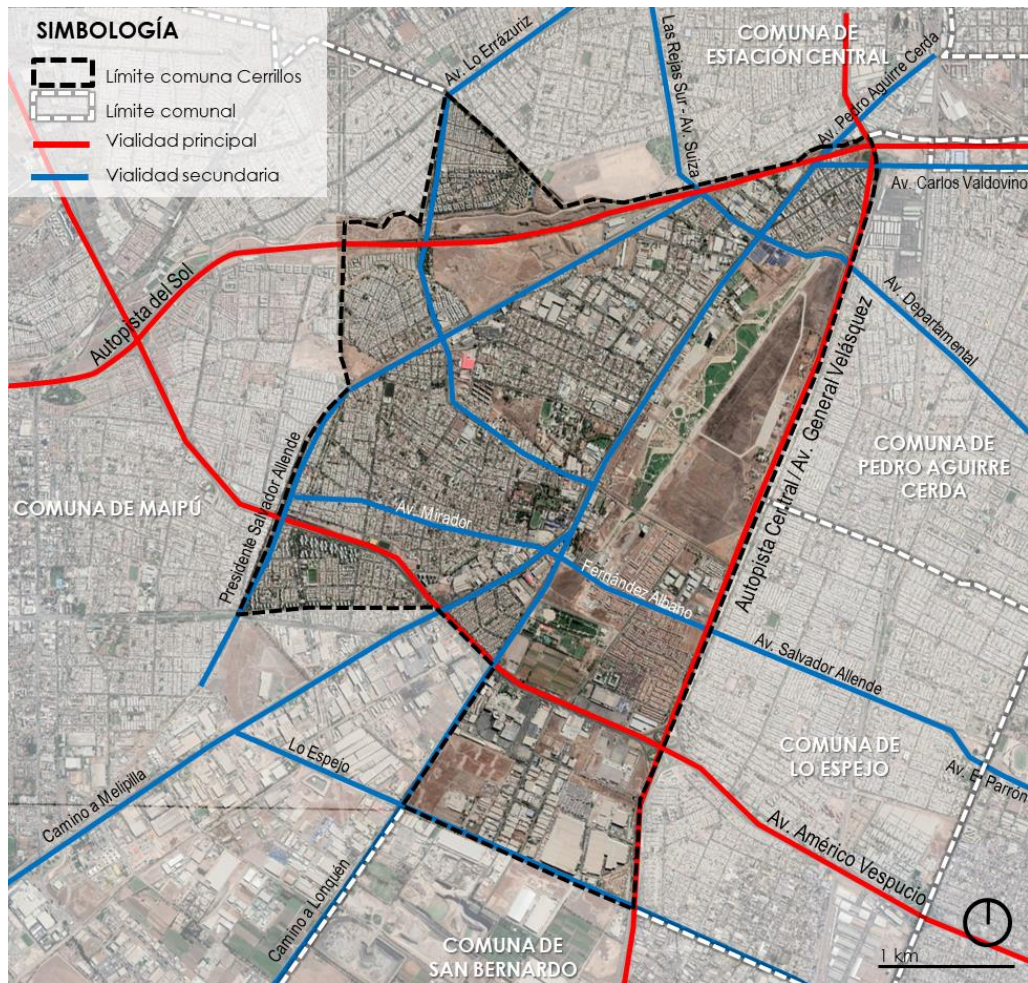 SIMBOLOGÍA
Límite comuna Cerrillos
Límite comunal
Vialidad principal
Vialidad secundaria
Av. Lo Errázuriz
Las Rejas Sur - Av. Suiza
COMUNA DE
ESTACIÓN CENTRAL
Av. Pedro Aguirre Cerda
Av. Carlos Valdovino
Autopista del Sol
Av. Departamental
Autopista Central / Av. General Velásquez
COMUNA DE
PEDRO AGUIRRE
CERDA
COMUNA DE MAIPÚ
Presidente Salvador Allende
Av. Mirador
Fernández Albano
Av. Salvador Allende
COMUNA DE
LO ESPEJO
Av. E. Parrón
Lo Espejo
Camino a Melipilla
Av. Américo Vespucio
Camino a Lonquén
COMUNA DE
SAN BERNARDO
1 km